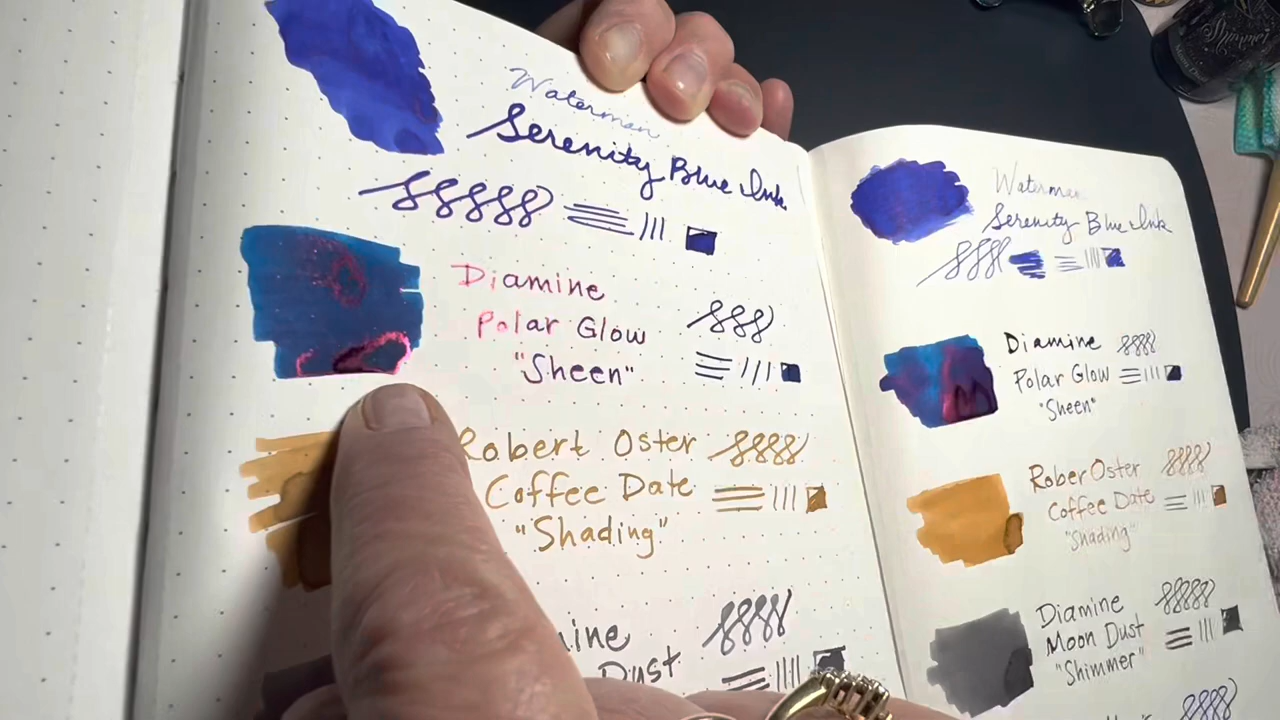 Waterman
Serenity Blue Ink
Diamine
Polar Glow
"Sheen"
Robert Oster
Coffee Date
"Shading"
Dust
Waterman
Serenity Blue Ink
Diamine
Polar Glow
"Sheen"
Rober Oster
Coffee Date
"Shading"
Diamine
Moon Dust
"Shimmer"